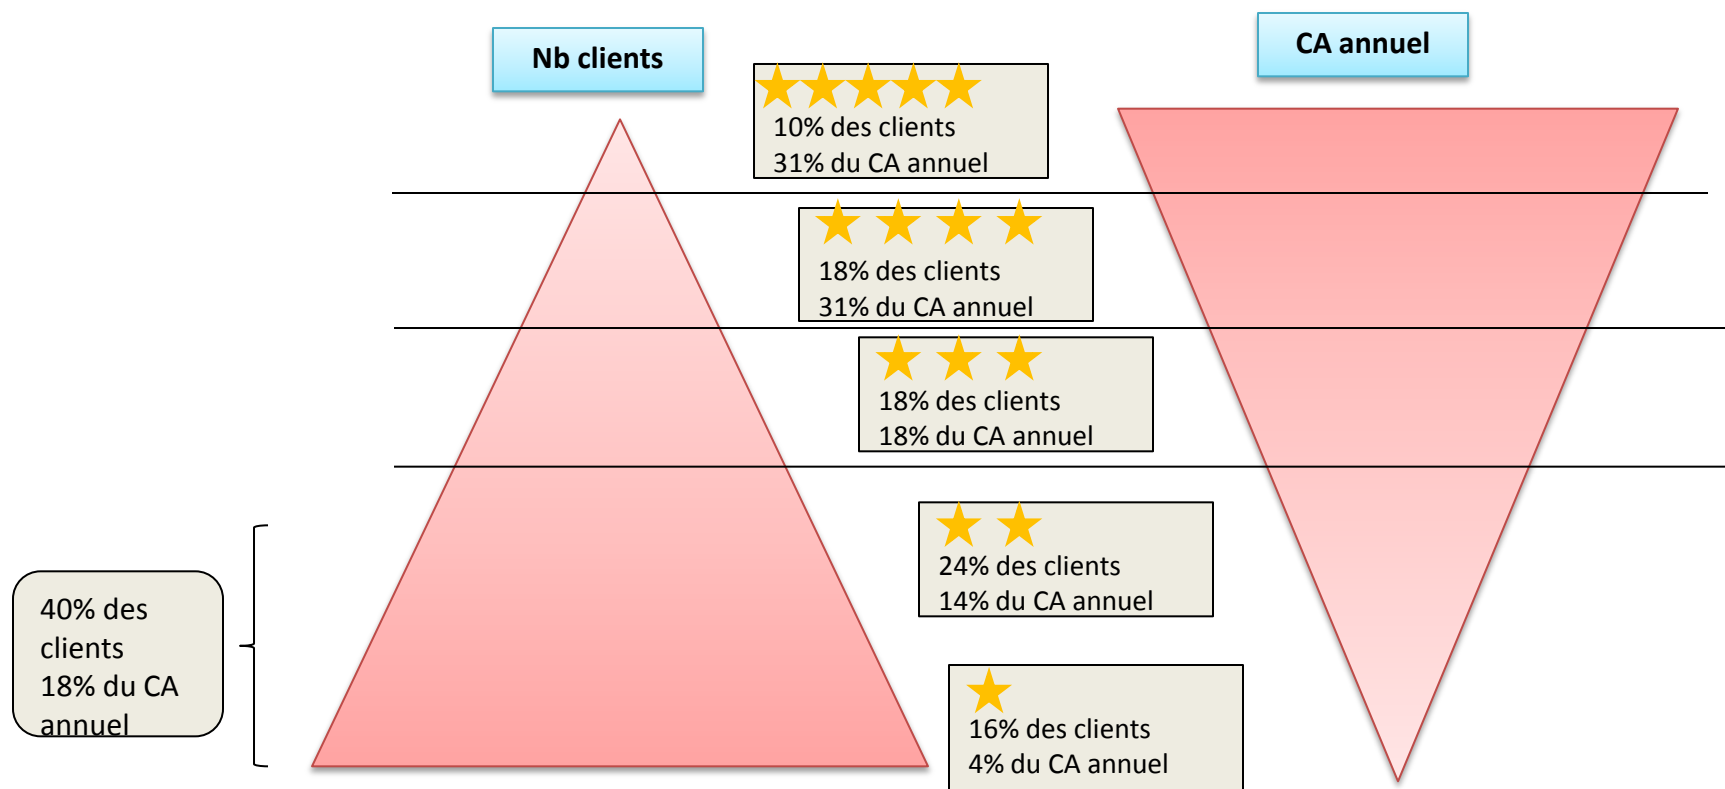 Nb clients
CA annuel
10% des clients
31% du CA annuel
18% des clients
31% du CA annuel
18% des clients
18% du CA annuel
24% des clients
14% du CA annuel
40% des
clients
18% du CA
annuel
16% des clients
4% du CA annuel